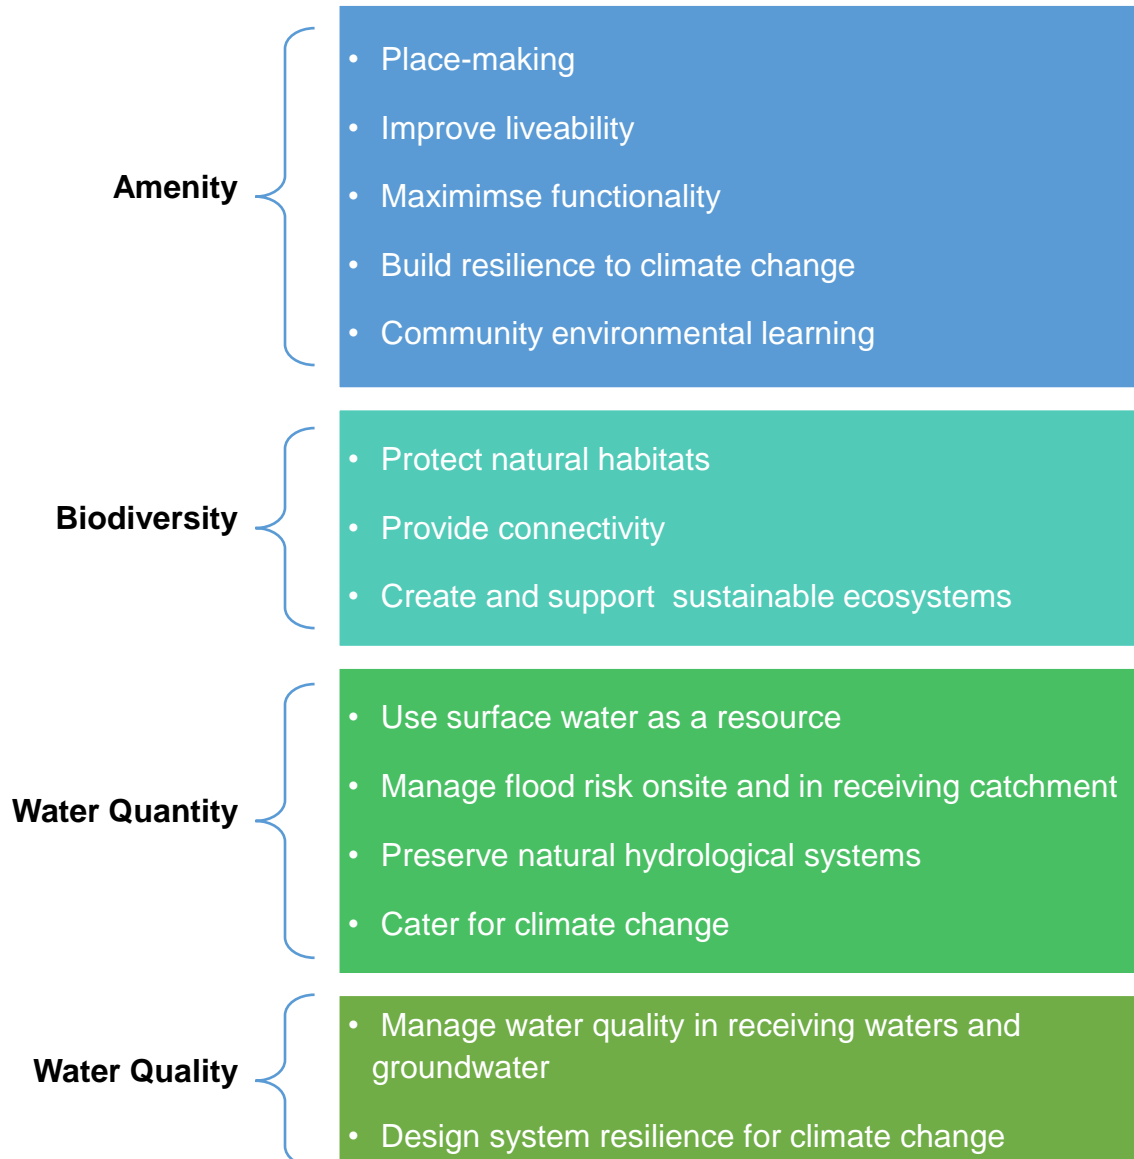 Amenity
• Place-making
• Improve liveability
• Maximimse functionality
• Build resilience to climate change
• Community environmental learning
Biodiversity
• Protect natural habitats
• Provide connectivity
• Create and support  sustainable ecosystems
Water Quantity
• Use surface water as a resource
• Manage flood risk onsite and in receiving catchment
• Preserve natural hydrological systems
• Cater for climate change
Water Quality
• Manage water quality in receiving waters and
groundwater
• Design system resilience for climate change